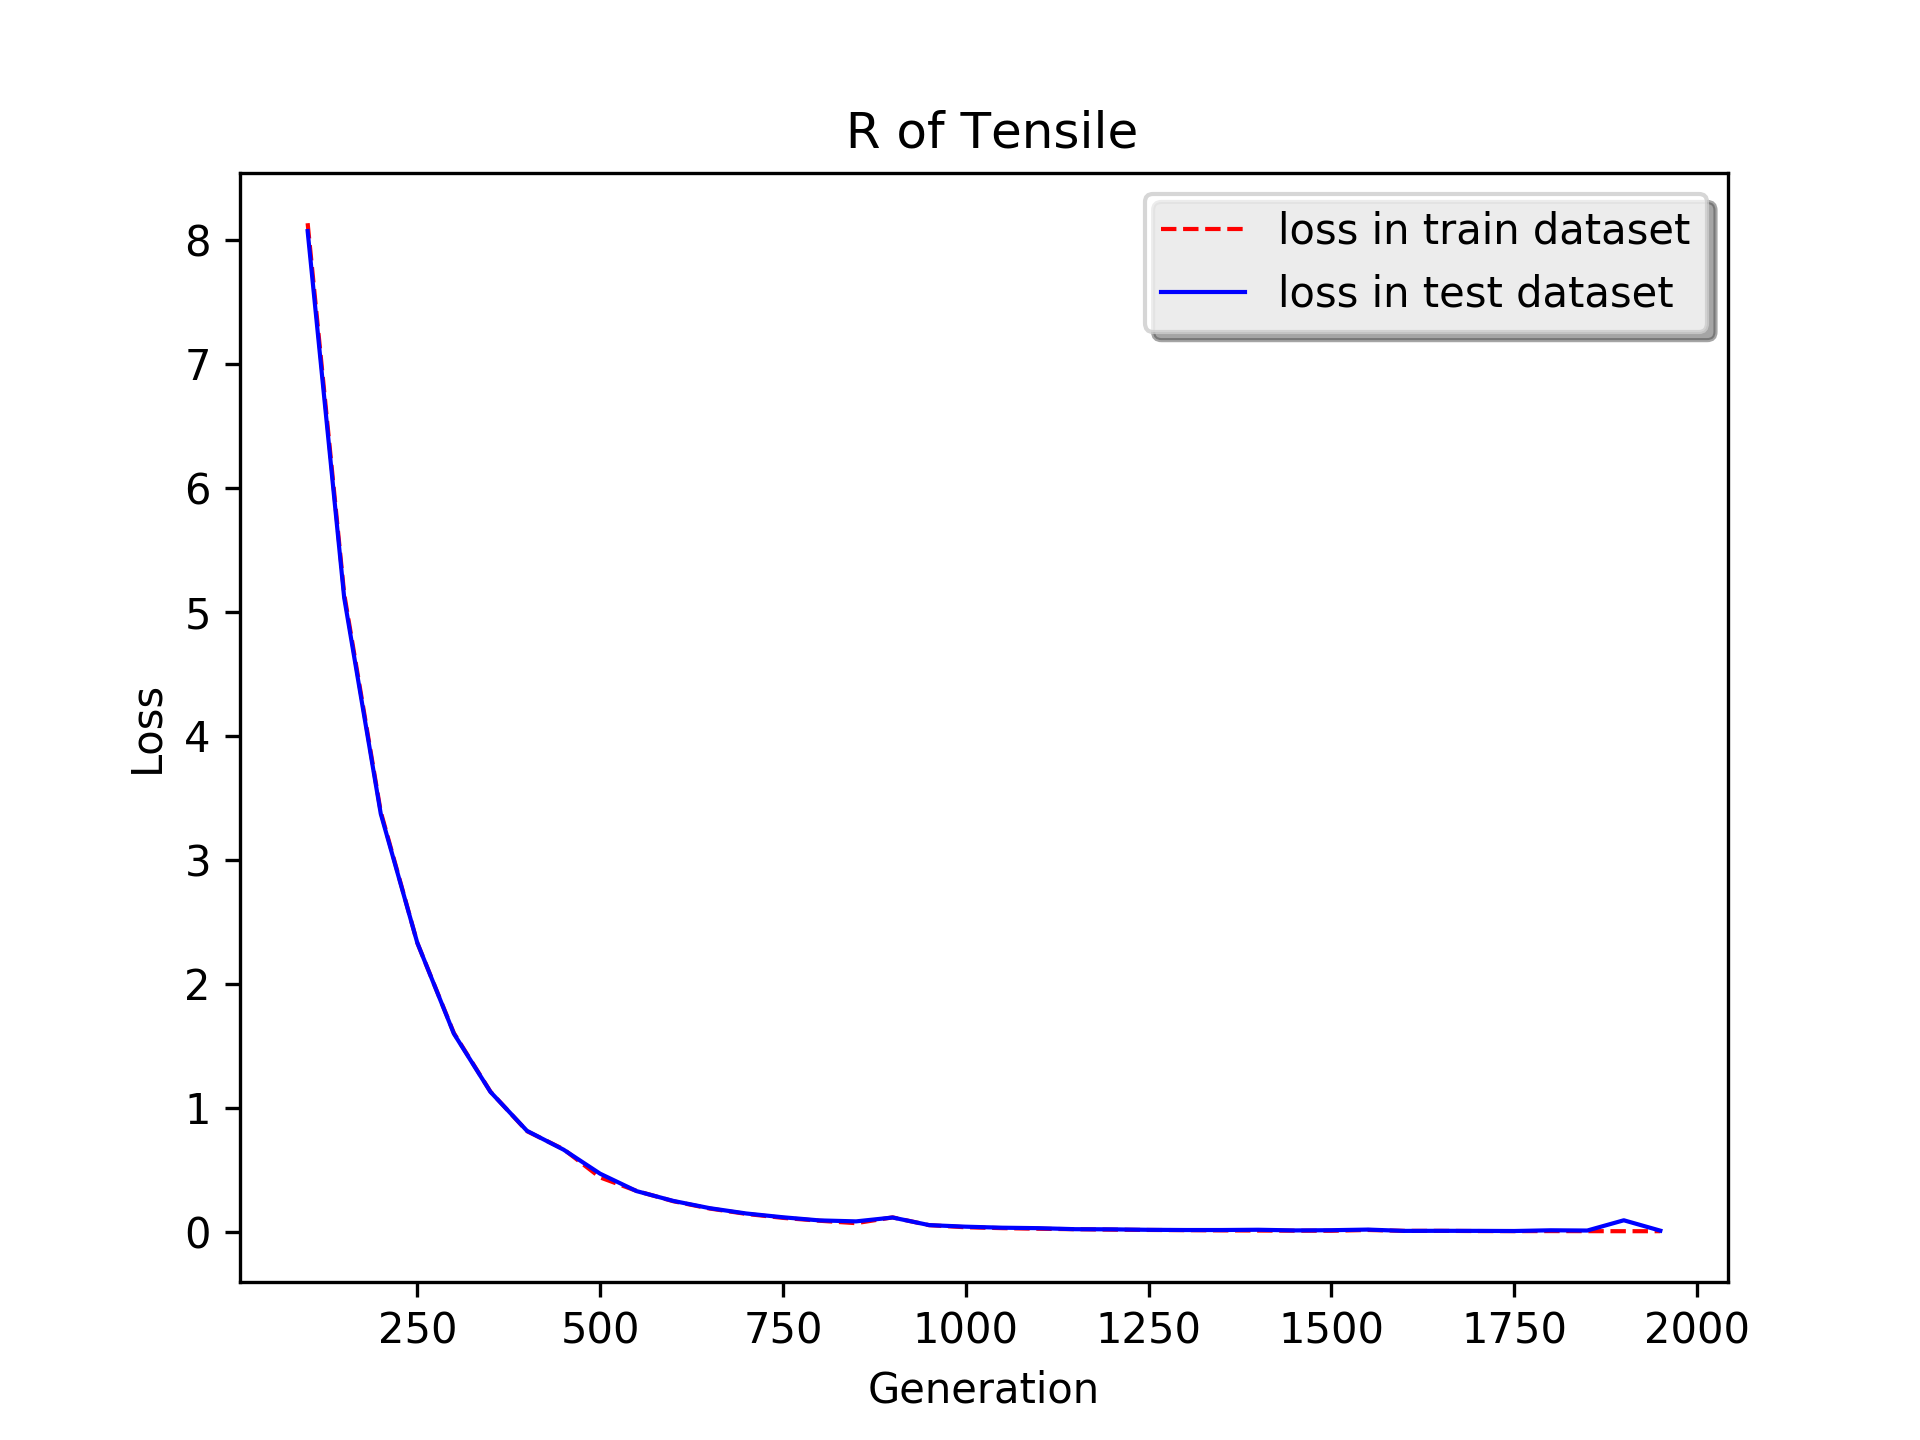 R of Tensile
loss in train dataset
loss in test dataset
8
7
6
5
4
3
2
1
0
Loss
250 500 750 1000 1250 1500 1750 2000
Generation